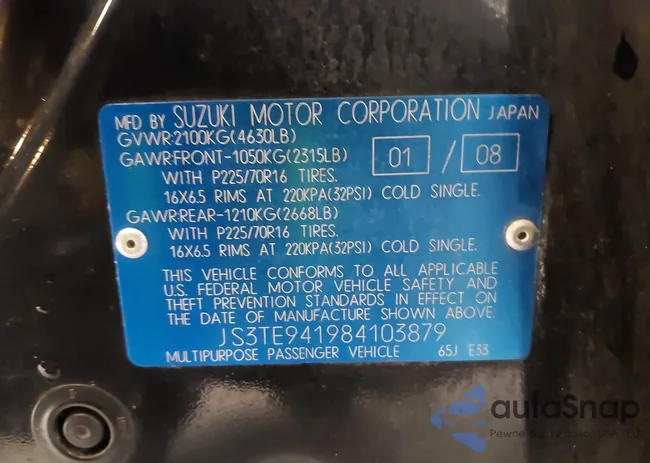 MFD BY SUZUKI MOTOR CORPORATION JAPAN
GVWR:2100KG(4630LB)
GAWR:FRONT-1050KG(2315LB) 01 / 08
WITH P225/70R16 TIRES.
16X6.5 RIMS AT 220KPA(32PSI) COLD SINGLE.
GAWR:REAR-1210KG(2668LB)
WITH P225/70R16 TIRES.
16X6.5 RIMS AT 220KPA(32PSI) COLD SINGLE.
THIS VEHICLE CONFORMS TO ALL APPLICABLE
U.S. FEDERAL MOTOR VEHICLE SAFETY AND
THEFT PREVENTION STANDARDS IN EFFECT ON
THE DATE OF MANUFACTURE SHOWN ABOVE.
JS3TE941984103879
MULTIPURPOSE PASSENGER VEHICLE 65J E33
autoSnap